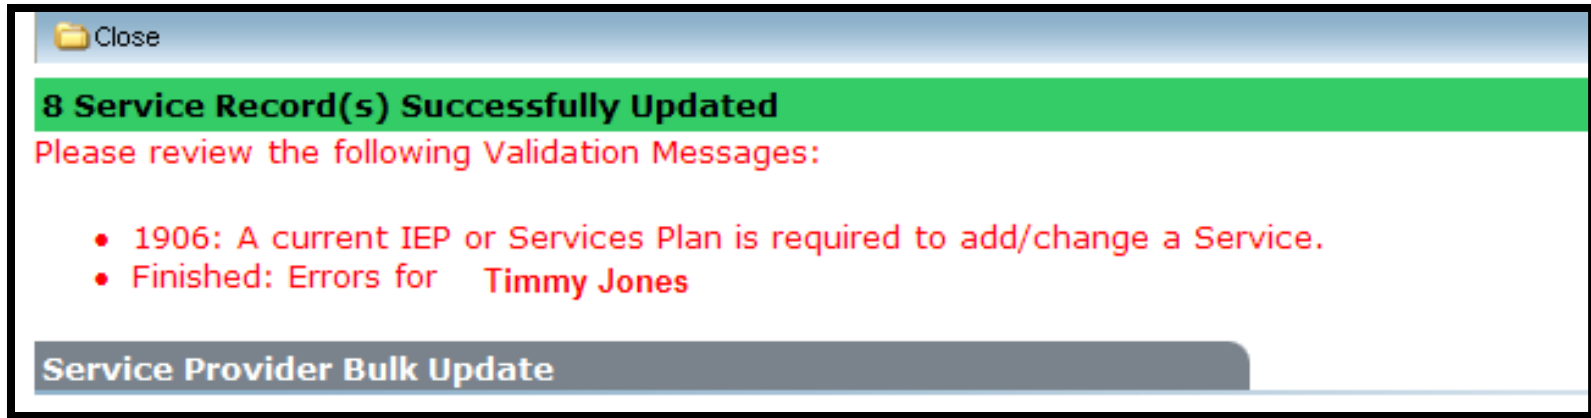 Close
8 Service Record(s) Successfully Updated
Please review the following Validation Messages:
• 1906: A current IEP or Services Plan is required to add/change a Service.
• Finished: Errors for Timmy Jones
Service Provider Bulk Update